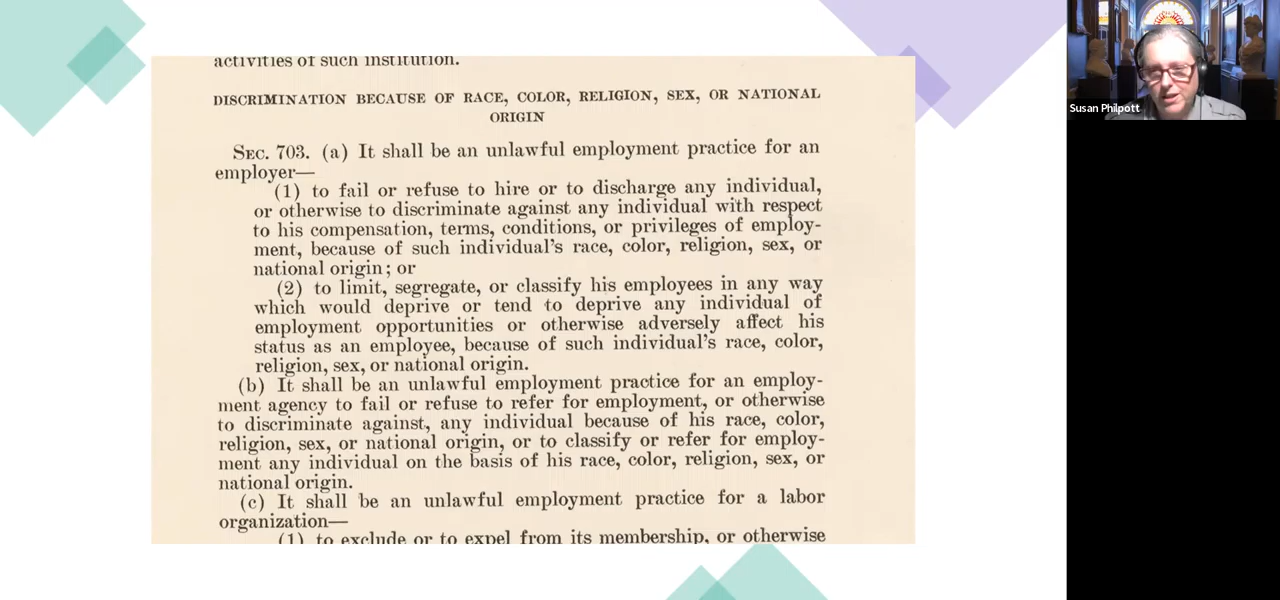 activities of such institution.
DISCRIMINATION BECAUSE OF RACE, COLOR, RELIGION, SEX, OR NATIONAL
ORIGIN
SEC. 703. (a) It shall be an unlawful employment practice for an
employer—
(1) to fail or refuse to hire or to discharge any individual,
or otherwise to discriminate against any individual with respect
to his compensation, terms, conditions, or privileges of employ-
ment, because of such individual's race, color, religion, sex, or
national origin; or
(2) to limit, segregate, or classify his employees in any way
which would deprive or tend to deprive any individual of
employment opportunities or otherwise adversely affect his
status as an employee, because of such individual's race, color,
religion, sex, or national origin.
(b) It shall be an unlawful employment practice for an employ-
ment agency to fail or refuse to refer for employment, or otherwise
to discriminate against, any individual because of his race, color,
religion, sex, or national origin, or to classify or refer for employ-
ment any individual on the basis of his race, color, religion, sex, or
national origin.
(c) It shall be an unlawful employment practice for a labor
organization—
(1) to exclude or to expel from its membership, or otherwise
Susan Philpott